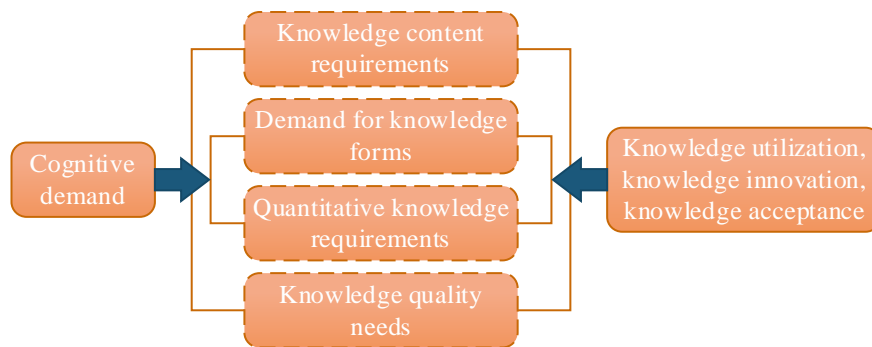 Knowledge content
requirements
Demand for knowledge
forms
Cognitive
demand
Quantitative knowledge
requirements
Knowledge quality
needs
Knowledge utilization,
knowledge innovation,
knowledge acceptance